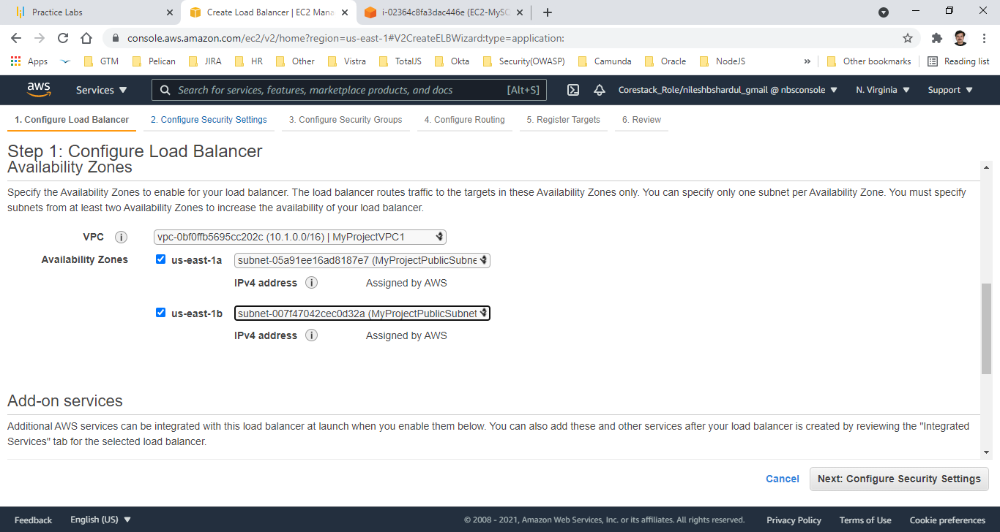 Practice Labs
Create Load Balancer | EC2 Mana
i-02364c8fa3dac446e (EC2-MySC
console.aws.amazon.com/ec2/v2/home?region=us-east-1#V2CreateELBWizard:type=application:
Apps GTM Pelican JIRA HR Other Vistra TotalJS Okta Security(OWASP) Camunda Oracle NodeJS » Other bookmarks Reading list
aws Services Search for services, features, marketplace products, and docs [Alt+S] Corestack_Role/nileshbshardul_gmail @ nbsconsole N. Virginia Support
1. Configure Load Balancer 2. Configure Security Settings 3. Configure Security Groups 4. Configure Routing 5. Register Targets 6. Review
Step 1: Configure Load Balancer
Availability Zones
Specify the Availability Zones to enable for your load balancer. The load balancer routes traffic to the targets in these Availability Zones only. You can specify only one subnet per Availability Zone. You must specify
subnets from at least two Availability Zones to increase the availability of your load balancer.
VPC i vpc-0bf0ffb5695cc202c (10.1.0.0/16) | MyProjectVPC1
Availability Zones us-east-1a subnet-05a91ee16ad8187e7 (MyProjectPublicSubne
IPv4 address i Assigned by AWS
us-east-1b subnet-007f47042cec0d32a (MyProjectPublicSubnet
IPv4 address i Assigned by AWS
Add-on services
Additional AWS services can be integrated with this load balancer at launch when you enable them below. You can also add these and other services after your load balancer is created by reviewing the "Integrated
Services" tab for the selected load balancer.
Cancel Next: Configure Security Settings
Feedback English (US) © 2008 - 2021, Amazon Web Services, Inc. or its affiliates. All rights reserved. Privacy Policy Terms of Use Cookie preferences